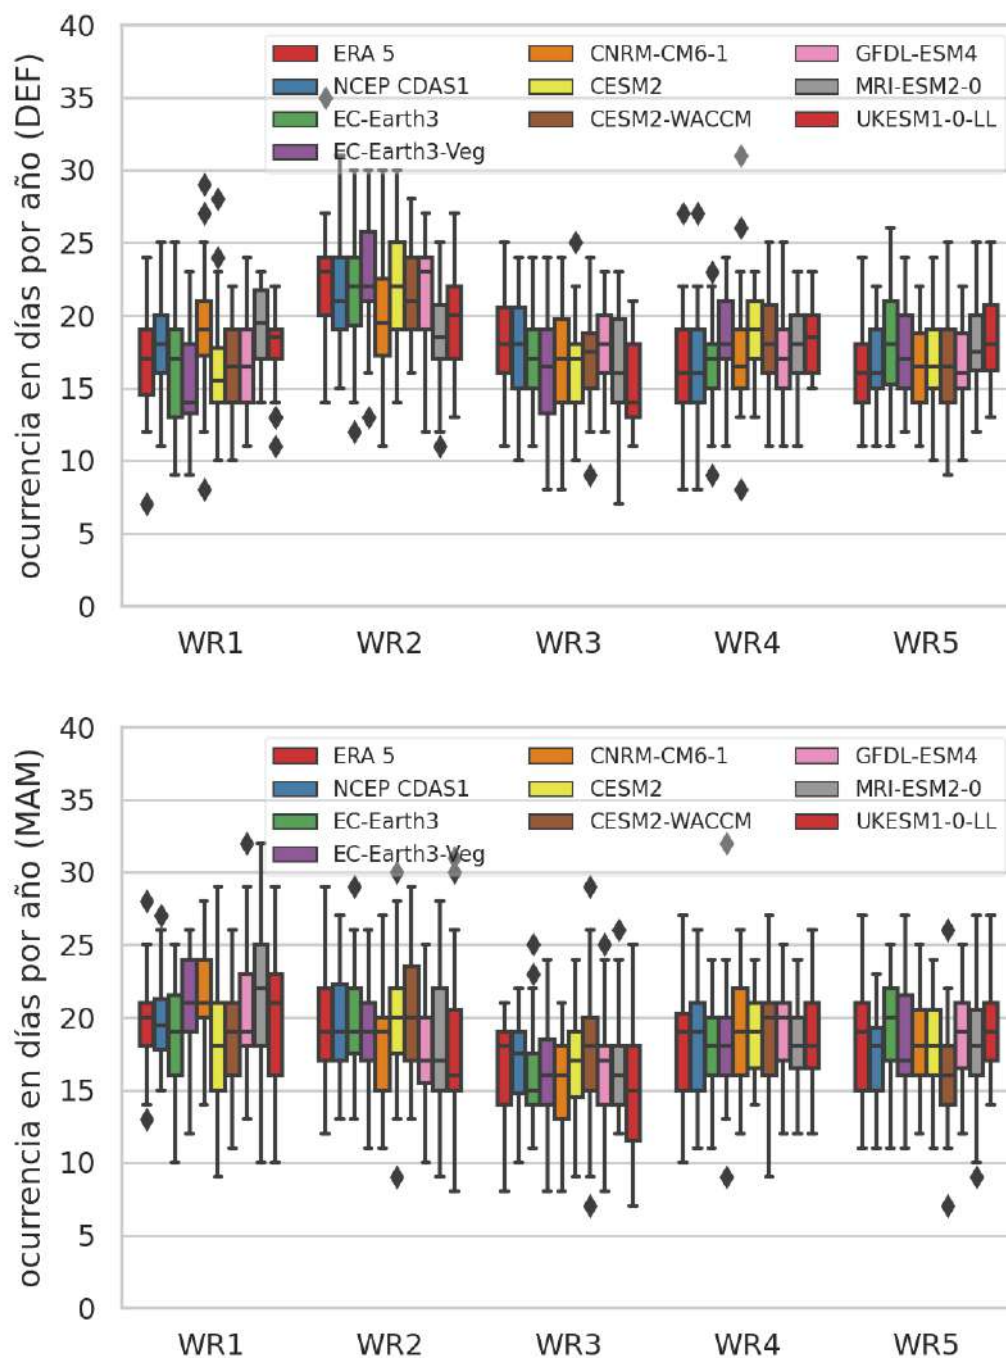 ocurrencia en días por año (DEF)
40
35
30
25
20
15
10
5
0
ERA 5 CNRM-CM6-1 GFDL-ESM4
NCEP CDAS1 CESM2 MRI-ESM2-0
EC-Earth3 CESM2-WACCM UKESM1-0-LL
EC-Earth3-Veg
WR1 WR2 WR3 WR4 WR5
ocurrencia en días por año (MAM)
40
35
30
25
20
15
10
5
0
ERA 5 CNRM-CM6-1 GFDL-ESM4
NCEP CDAS1 CESM2 MRI-ESM2-0
EC-Earth3 CESM2-WACCM UKESM1-0-LL
EC-Earth3-Veg
WR1 WR2 WR3 WR4 WR5